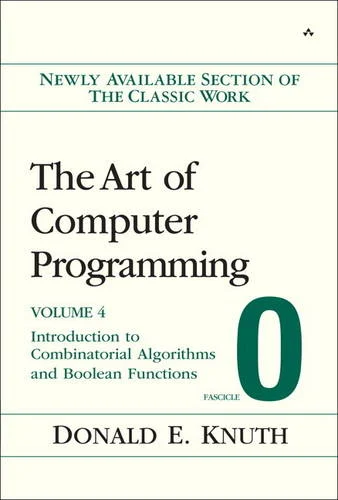 NEWLY AVAILABLE SECTION OF
THE CLASSIC WORK
The Art of
Computer
Programming
VOLUME 4
Introduction to
Combinatorial Algorithms
and Boolean Functions
FASCICLE 0
DONALD E. KNUTH